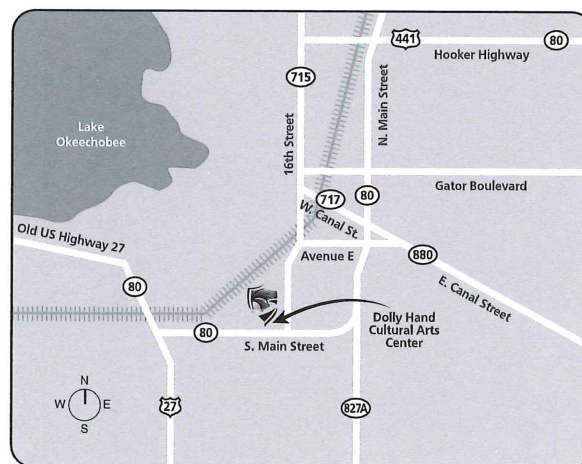 441
80
Hooker Highway
715
16th Street
N. Main Street
Lake
Okeechobee
717
W. Canal St.
80
Gator Boulevard
Old US Highway 27
Avenue E
880
E. Canal Street
80
80
S. Main Street
Dolly Hand
Cultural Arts
Center
N
W E
S
27
827A